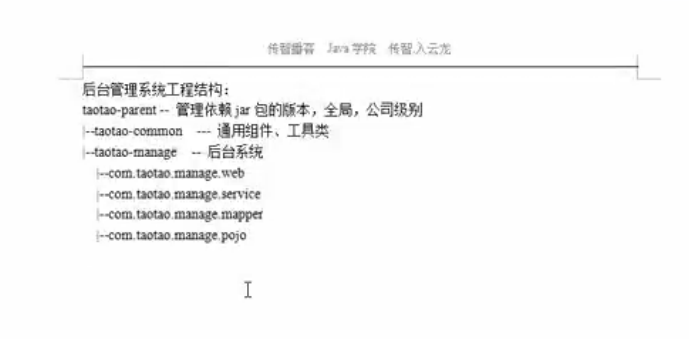 传智播客 Java 学院 传智.入云龙
后台管理系统工程结构：
taotao-parent -- 管理依赖 jar 包的版本，全局，公司级别
|--taotao-common --- 通用组件、工具类
|--taotao-manage -- 后台系统
|--com.taotao.manage.web
|--com.taotao.manage.service
|--com.taotao.manage.mapper
|--com.taotao.manage.pojo